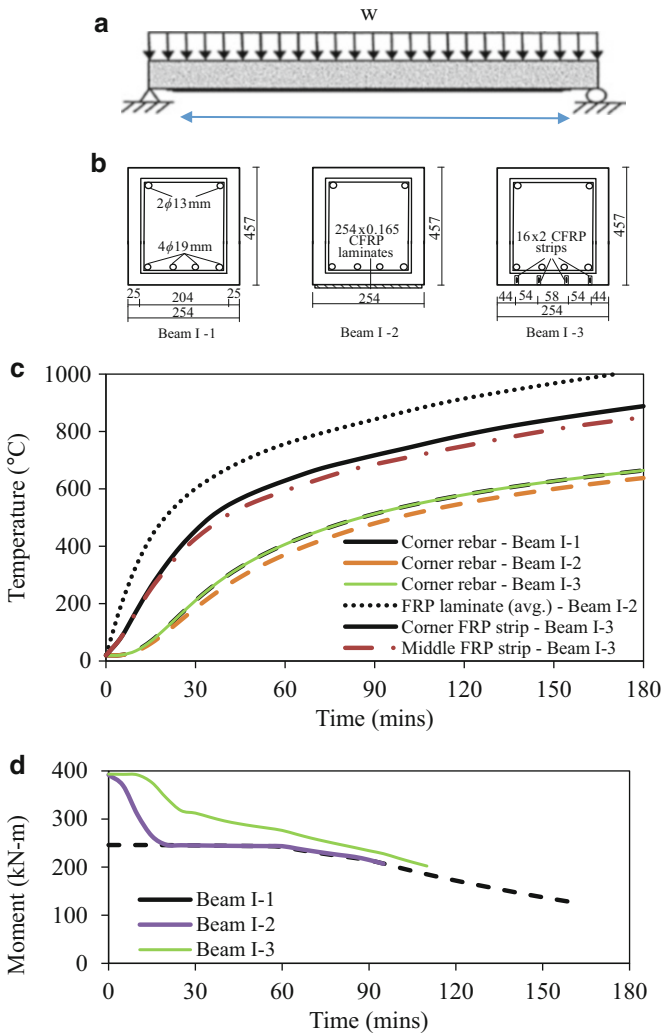 a
W
b
2ϕ13mm
4ϕ19mm
457
25 204 25
254
Beam I -1
254x0.165
CFRP
laminates
457
254
Beam I -2
16x2 CFRP
strips
457
44 54 58 54 44
254
Beam I -3
c
Temperature (°C)
1000
800
600
400
200
0
Corner rebar - Beam I-1
Corner rebar - Beam I-2
Corner rebar - Beam I-3
FRP laminate (avg.) - Beam I-2
Corner FRP strip - Beam I-3
Middle FRP strip - Beam I-3
0 30 60 90 120 150 180
Time (mins)
d
Moment (kN-m)
400
300
200
100
0
Beam I-1
Beam I-2
Beam I-3
0 30 60 90 120 150 180
Time (mins)